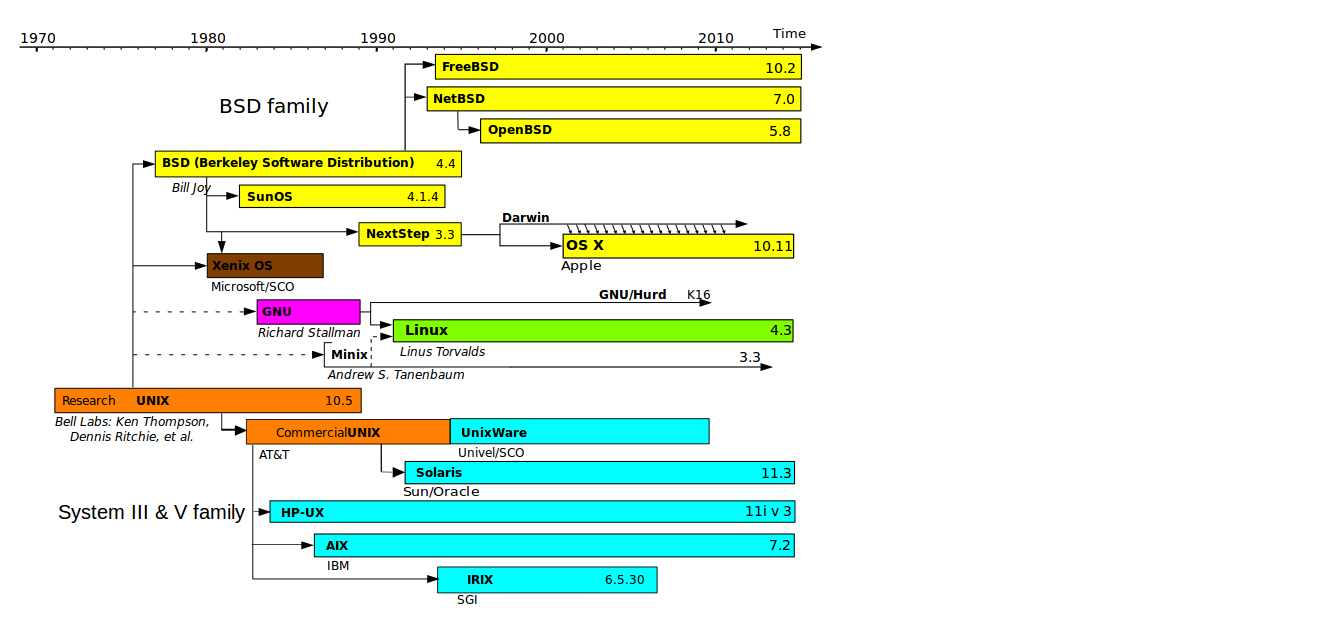 1970 1980 1990 2000 2010 Time
FreeBSD 10.2
NetBSD 7.0
BSD family
OpenBSD 5.8
BSD (Berkeley Software Distribution) 4.4
Bill Joy
SunOS 4.1.4
Darwin
NextStep 3.3
OS X 10.11
Apple
Xenix OS
Microsoft/SCO
GNU/Hurd K16
GNU
Richard Stallman
Linux 4.3
Linus Torvalds
Minix 3.3
Andrew S. Tanenbaum
Research UNIX 10.5
Bell Labs: Ken Thompson,
Dennis Ritchie, et al.
CommercialUNIX UnixWare
AT&T Univel/SCO
Solaris 11.3
Sun/Oracle
System III & V family
HP-UX 11i v 3
AIX 7.2
IBM
IRIX 6.5.30
SGI